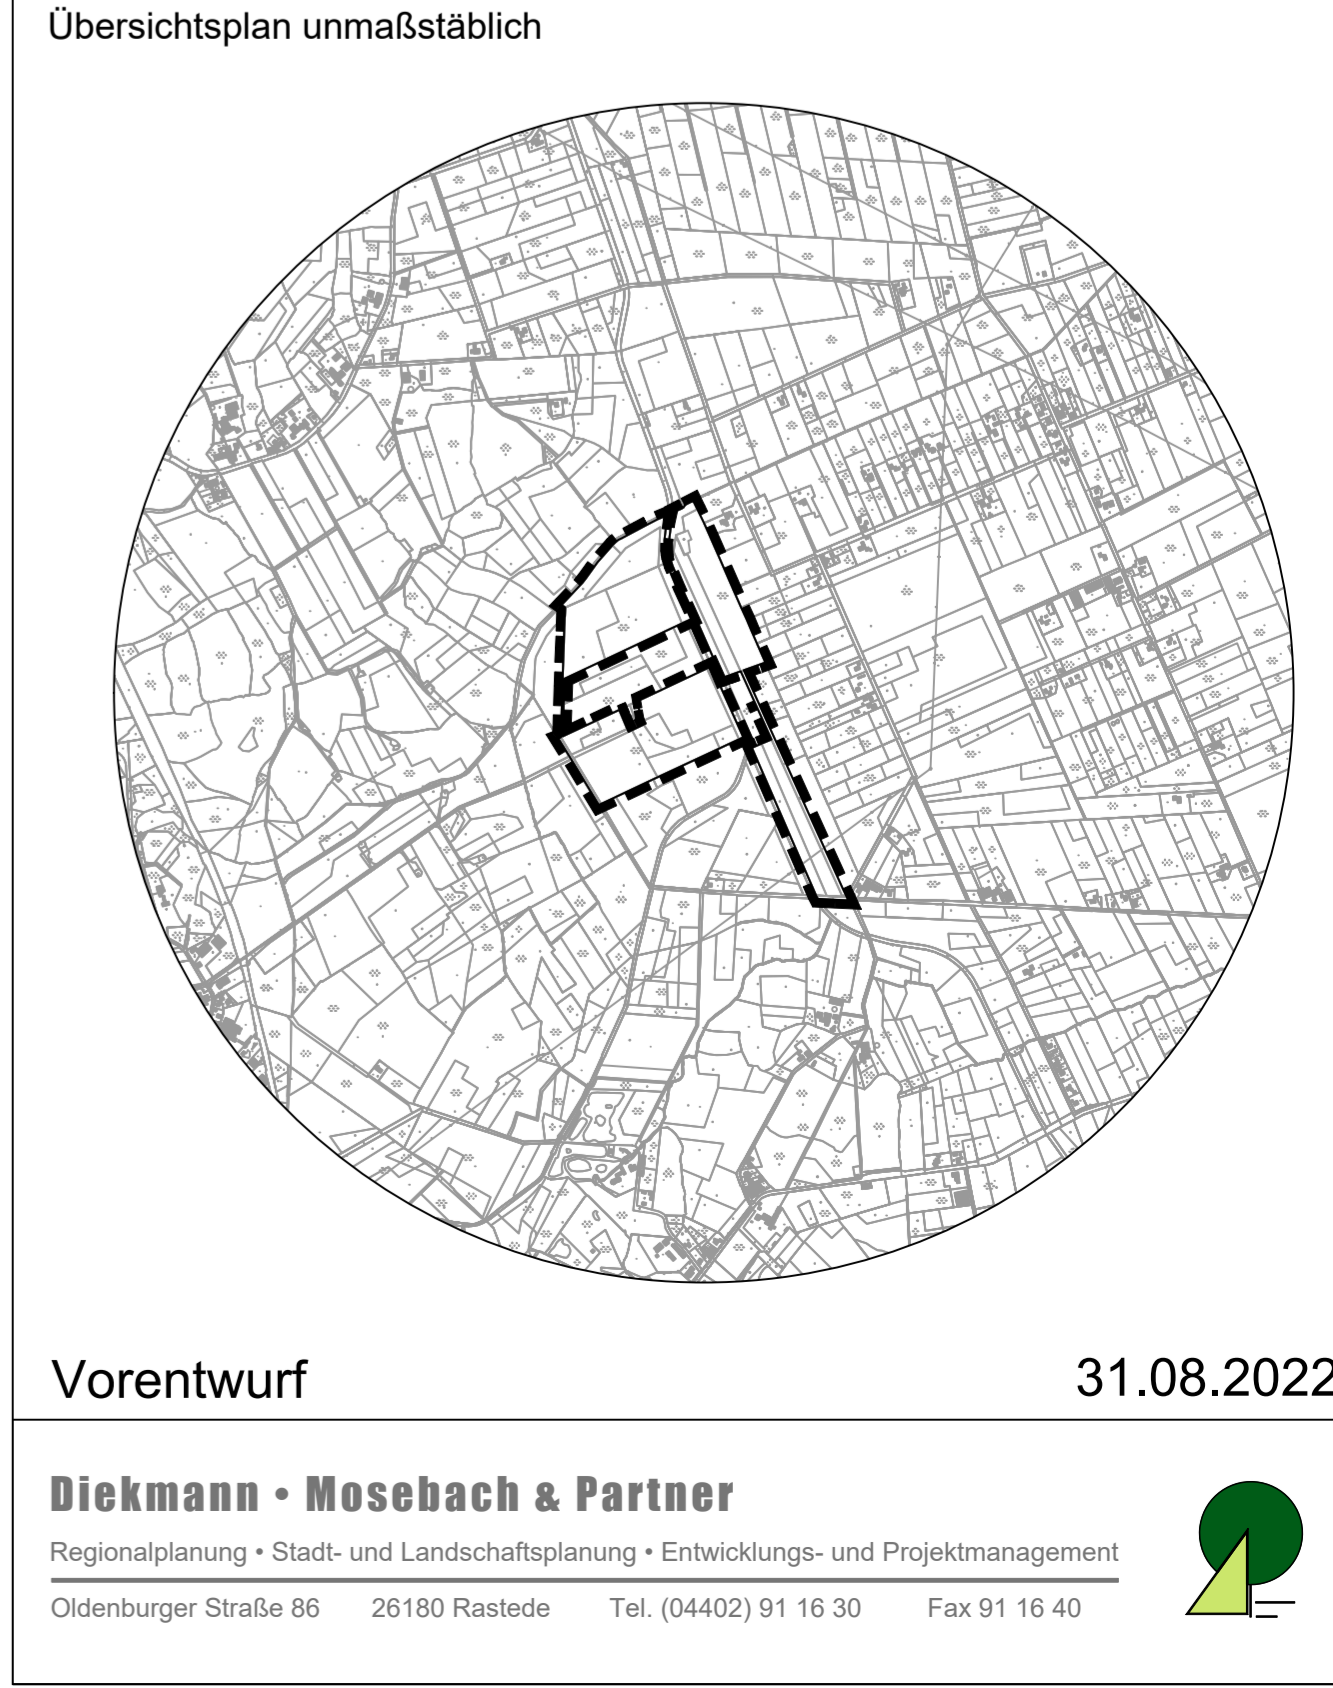 Übersichtsplan unmaßstäblich
Vorentwurf 31.08.2022
Diekmann • Mosebach & Partner
Regionalplanung • Stadt- und Landschaftsplanung • Entwicklungs- und Projektmanagement
Oldenburger Straße 86 26180 Rastede Tel. (04402) 91 16 30 Fax 91 16 40